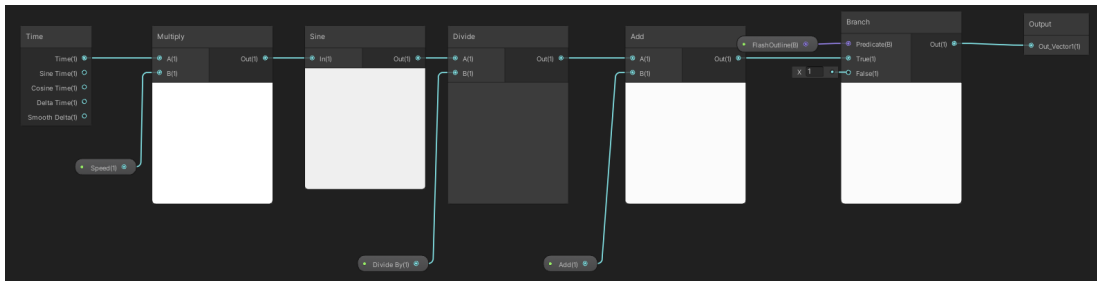 Time
Time(1)
Sine Time(1)
Cosine Time(1)
Delta Time(1)
Smooth Delta(1)
Speed(1)
Multiply
A(1)
Out(1)
B(1)
Sine
In(1)
Out(1)
Divide
A(1)
Out(1)
B(1)
Divide By(1)
Add
A(1)
Out(1)
B(1)
Add(1)
FlashOutline(B)
X 1
Branch
Predicate(B)
Out(1)
True(1)
False(1)
Output
Out_Vector1(1)